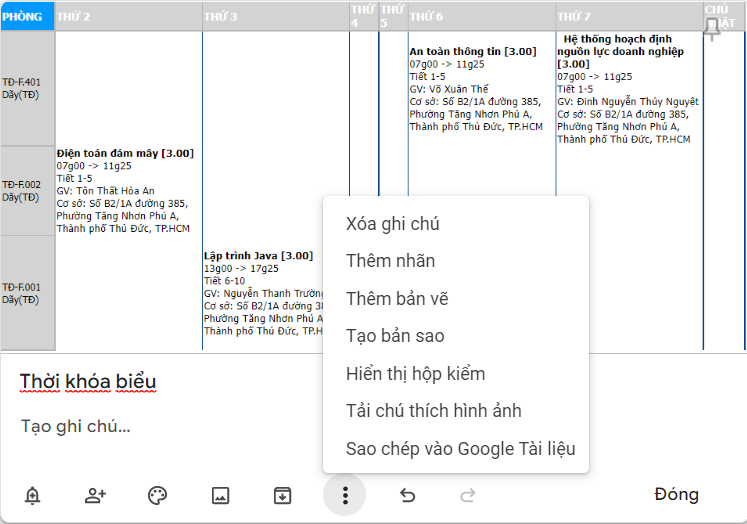 PHÒNG THỨ 2 THỨ 3 THỨ 4 THỨ 5 THỨ 6 THỨ 7 CHỦ NHẬT
TĐ-F.401
Dãy(TĐ)
An toàn thông tin [3.00]
07g00 -> 11g25
Tiết 1-5
GV: Võ Xuân Thể
Cơ sở: Số B2/1A đường 385,
Phường Tăng Nhơn Phú A,
Thành phố Thủ Đức, TP.HCM
Hệ thống hoạch định
nguồn lực doanh nghiệp
[3.00]
07g00 -> 11g25
Tiết 1-5
GV: Đinh Nguyễn Thúy Nguyệt
Cơ sở: Số B2/1A đường 385,
Phường Tăng Nhơn Phú A,
Thành phố Thủ Đức, TP.HCM
TĐ-F.002
Dãy(TĐ)
Điện toán đám mây [3.00]
07g00 -> 11g25
Tiết 1-5
GV: Tôn Thất Hòa An
Cơ sở: Số B2/1A đường 385,
Phường Tăng Nhơn Phú A,
Thành phố Thủ Đức, TP.HCM
TĐ-F.001
Dãy(TĐ)
Lập trình Java [3.00]
13g00 -> 17g25
Tiết 6-10
GV: Nguyễn Thanh Trường
Cơ sở: Số B2/1A đường 3
Phường Tăng Nhơn Phú A
Thành phố Thủ Đức, TP.H
Xóa ghi chú
Thêm nhãn
Thêm bản vẽ
Tạo bản sao
Hiển thị hộp kiểm
Tải chú thích hình ảnh
Sao chép vào Google Tài liệu
Thời khóa biểu
Tạo ghi chú...
Đóng